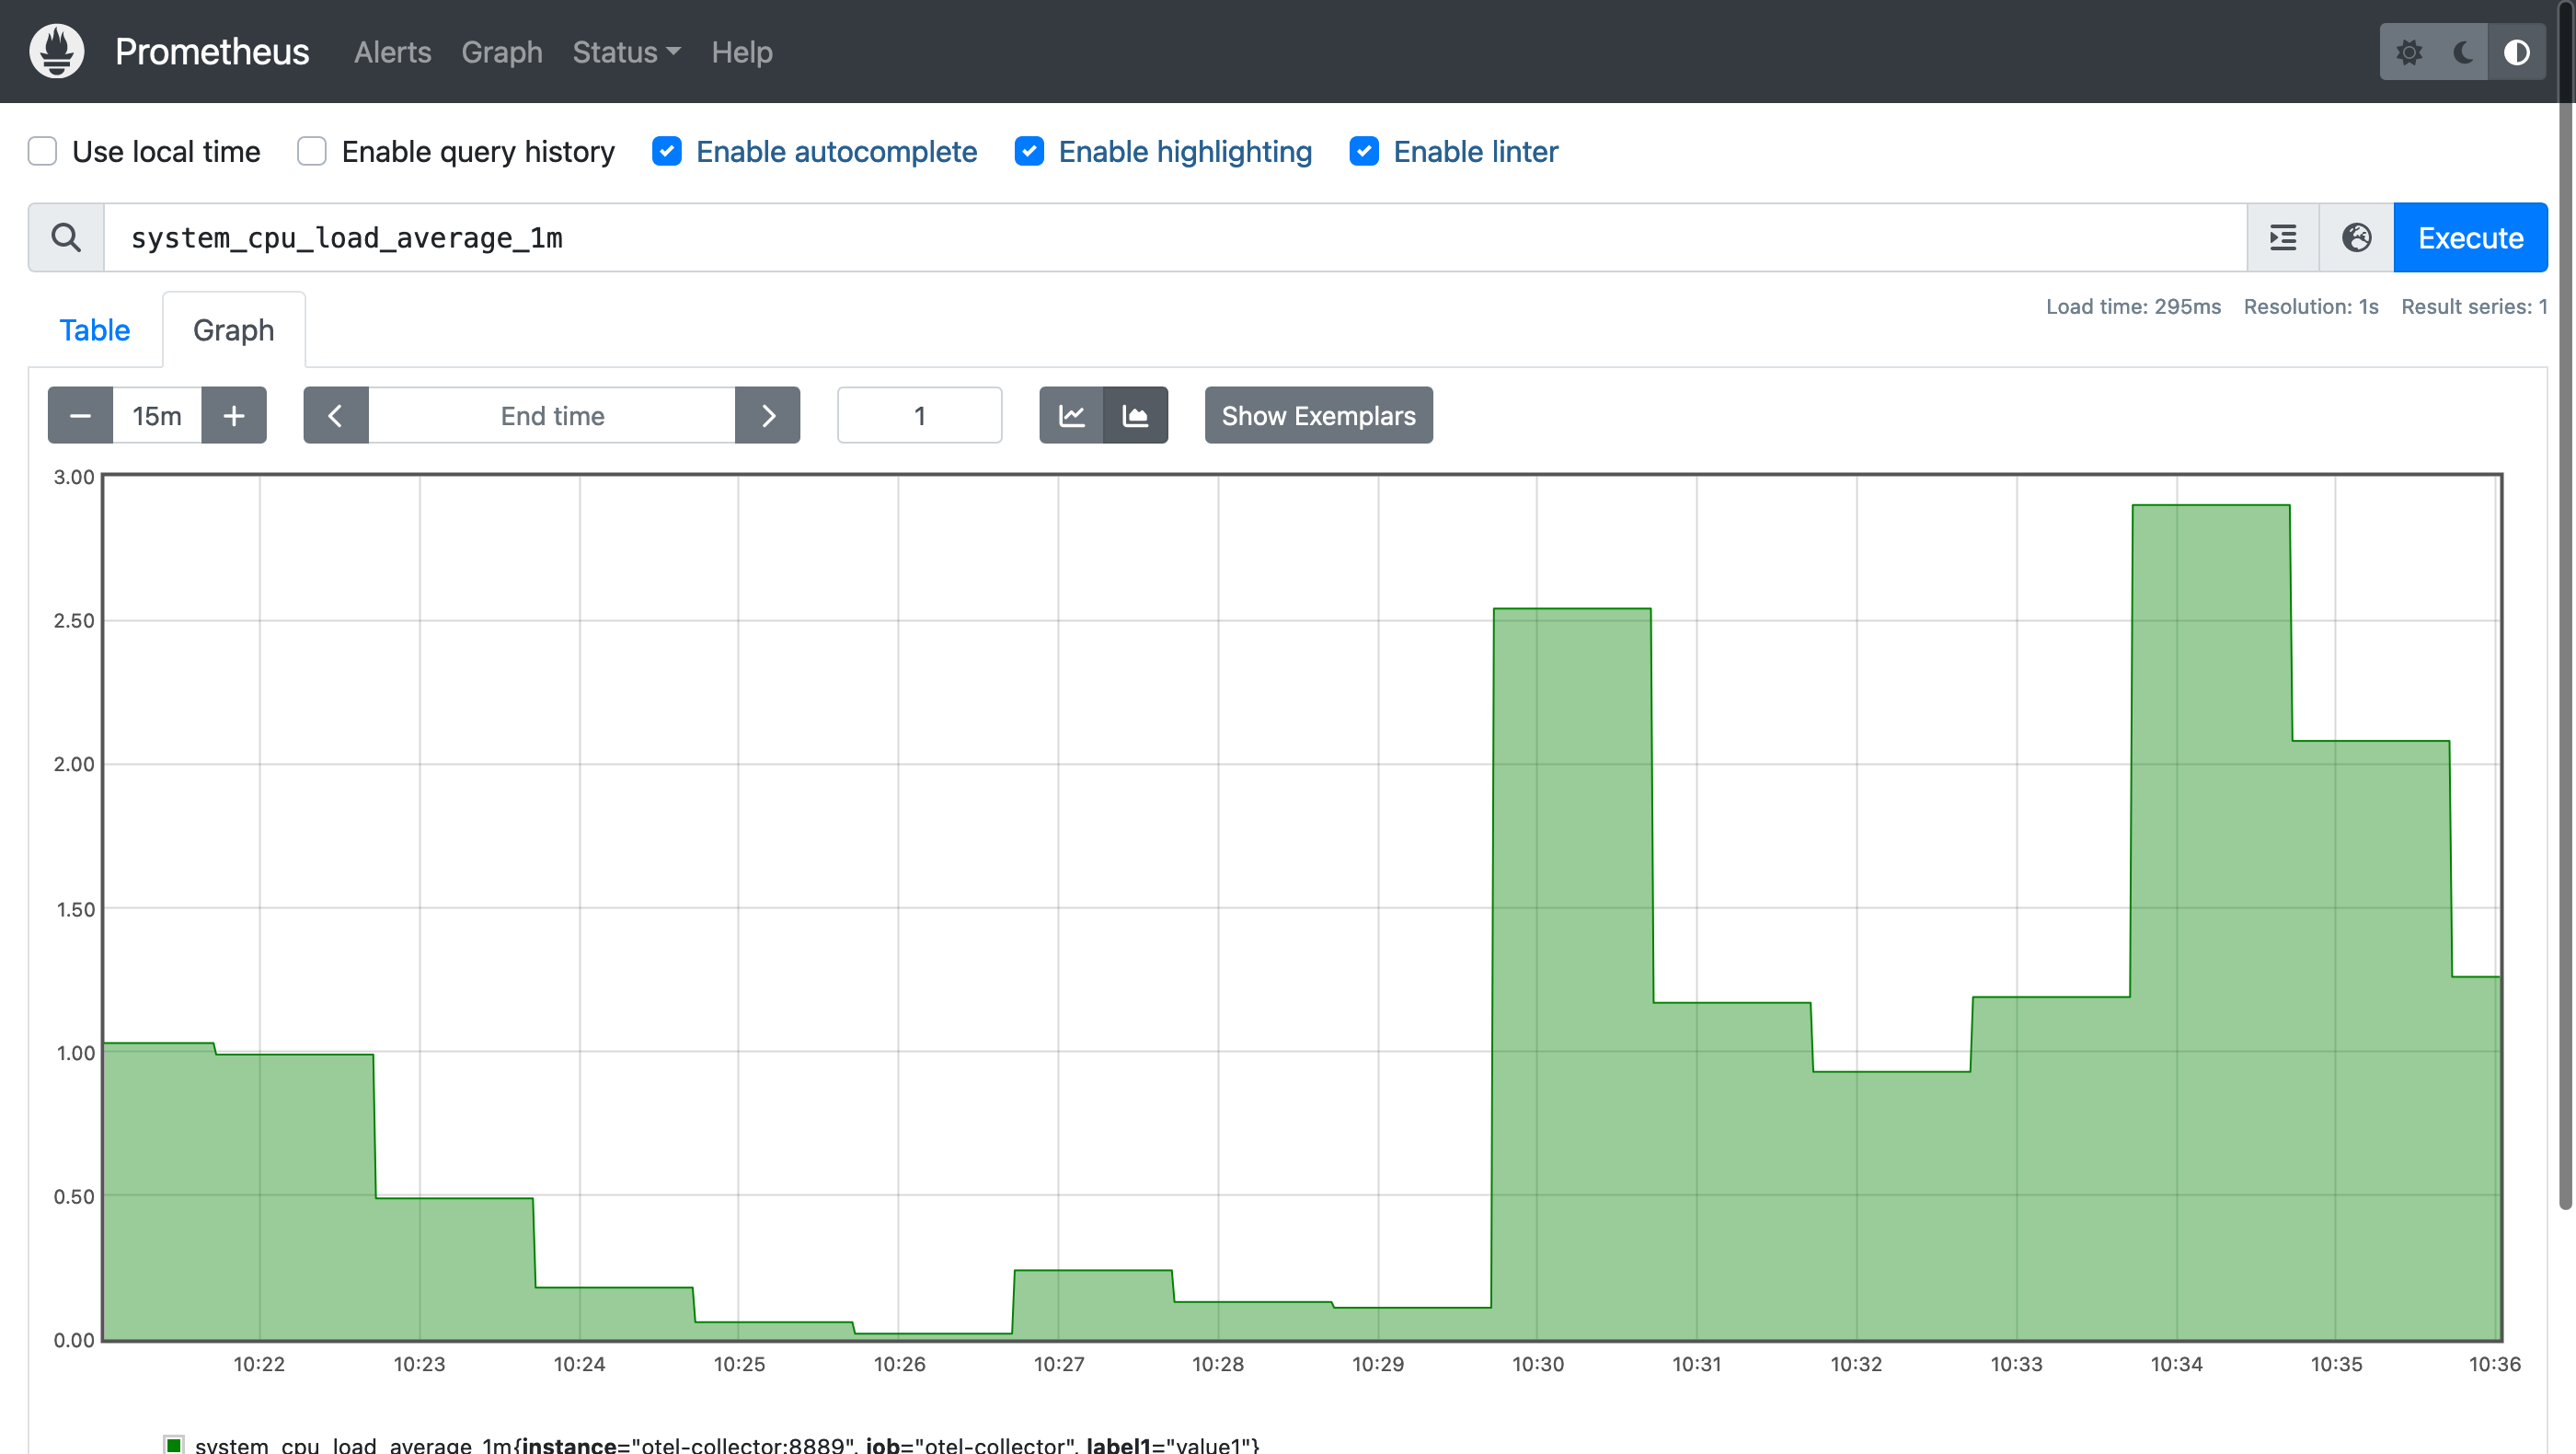 Prometheus Alerts Graph Status Help
Use local time Enable query history Enable autocomplete Enable highlighting Enable linter
system_cpu_load_average_1m Execute
Load time: 295ms Resolution: 1s Result series: 1
Table Graph
15m End time 1 Show Exemplars
3.00
2.50
2.00
1.50
1.00
0.50
0.00
10:22 10:23 10:24 10:25 10:26 10:27 10:28 10:29 10:30 10:31 10:32 10:33 10:34 10:35 10:36
system_cpu_load_average_1m{instance="otel-collector:8889", job="otel-collector", label1="value1"}